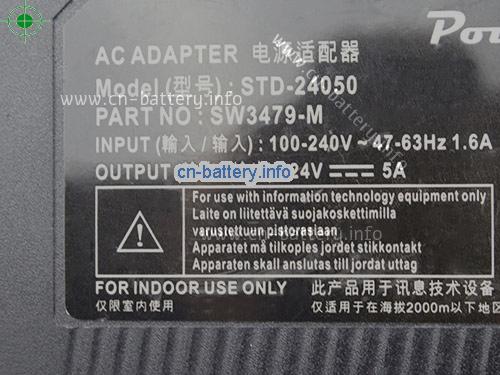 Pow
AC ADAPTER 电源适配器
Model (型号) : STD-24050
www.cn-battery.info
PART NO : SW3479-M
INPUT (輸入 / 输入) : 100-240V ~ 47-63Hz 1.6A
cn-battery.info
OUTPUT 24V ⎓ 5A
For use with information technology equipment only
Laite on liitettävä suojakoskettimilla
varustettuun pistorasiaan
Apparatet må tilkoples jordet stikkontakt
Apparaten skall anslutas till jordat uttag
FOR INDOOR USE ONLY 此产品用于讯息技术设备
仅限室内使用 仅适用于在海拔2000m以下地区